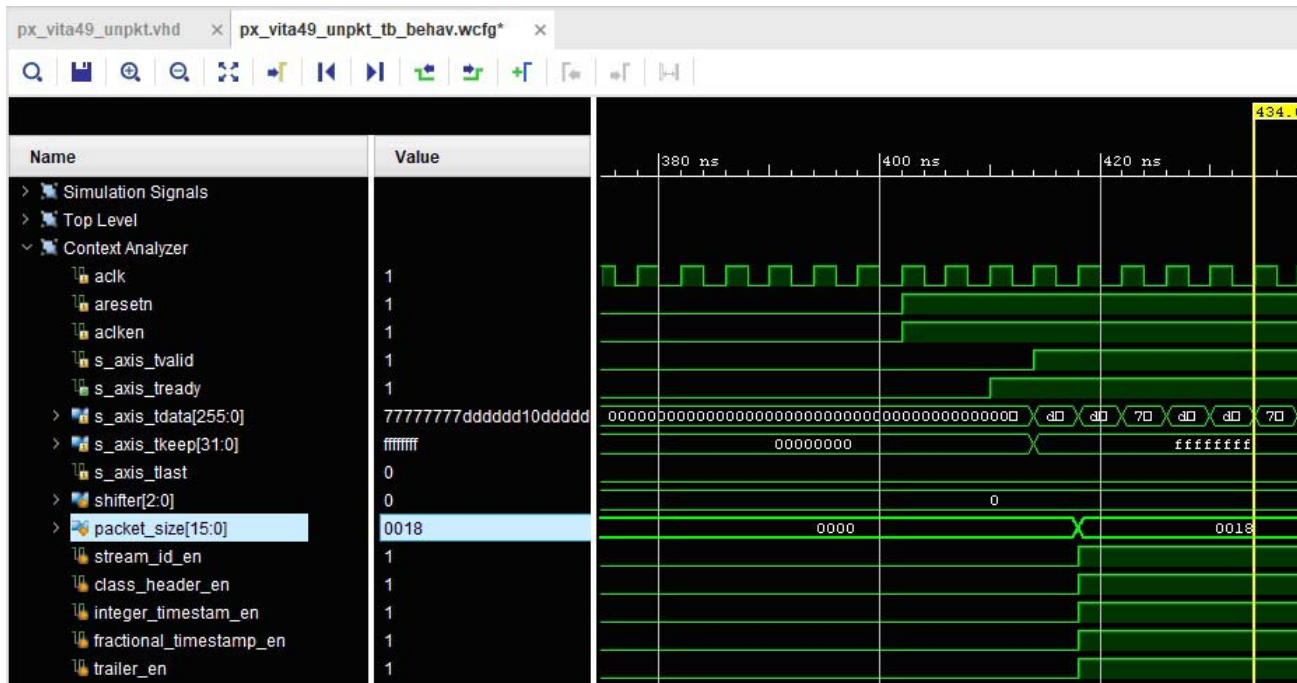 px_vita49_unpkt.vhd × px_vita49_unpkt_tb_behav.wcfg* ×
434.
Name Value 380 ns 400 ns 420 ns
Simulation Signals
Top Level
Context Analyzer
aclk 1
aresetn 1
aclken 1
s_axis_tvalid 1
s_axis_tready 1
s_axis_tdata[255:0] 77777777dddddd10ddddd d d 7 d d 7
s_axis_tkeep[31:0] ffffffff 00000000 ffffffff
s_axis_tlast 0
shifter[2:0] 0 0
packet_size[15:0] 0018 0000 0018
stream_id_en 1
class_header_en 1
integer_timestam_en 1
fractional_timestamp_en 1
trailer_en 1